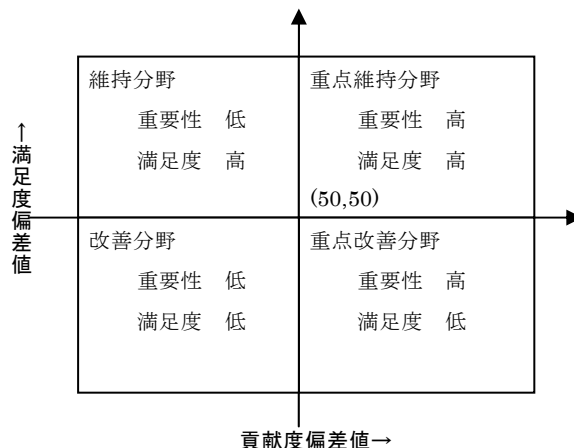 維持分野
重要性 低
満足度 高
重点維持分野
重要性 高
満足度 高
(50,50)
↑満足度偏差値
改善分野
重要性 低
満足度 低
重点改善分野
重要性 高
満足度 低
貢献度偏差値→